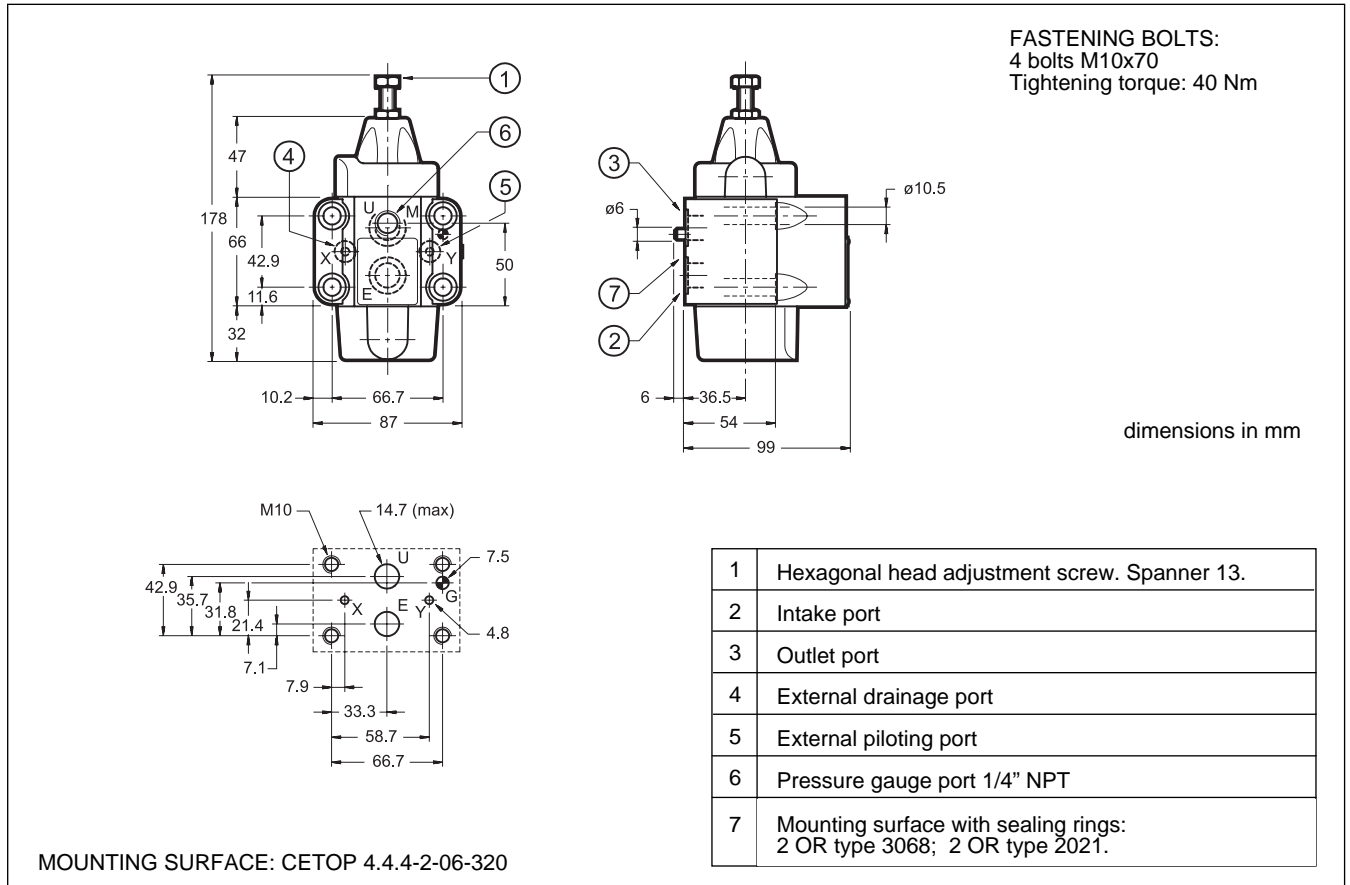 FASTENING BOLTS:
4 bolts M10x70
Tightening torque: 40 Nm
1
6
4
5
47
178
66
42.9
11.6
32
50
U
M
X
Y
E
10.2
66.7
87
3
ø6
7
2
ø10.5
6
36.5
54
99
dimensions in mm
M10
14.7 (max)
U
7.5
42.9
35.7
31.8
21.4
7.1
X
E
Y
G
4.8
7.9
33.3
58.7
66.7
1 Hexagonal head adjustment screw. Spanner 13.
2 Intake port
3 Outlet port
4 External drainage port
5 External piloting port
6 Pressure gauge port 1/4” NPT
7 Mounting surface with sealing rings:
2 OR type 3068; 2 OR type 2021.
MOUNTING SURFACE: CETOP 4.4.4-2-06-320